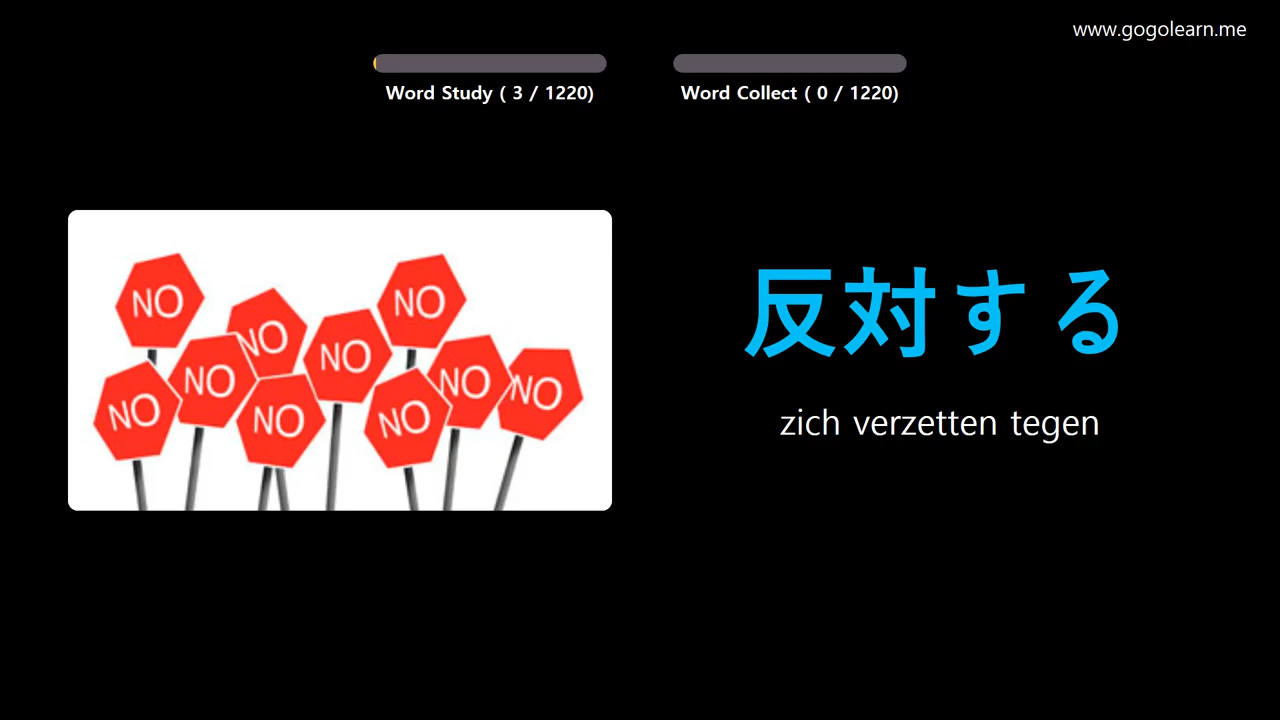 www.gogolearn.me
Word Study ( 3 / 1220)
Word Collect ( 0 / 1220)
NO
NO
NO
NO
NO
NO
NO
NO
NO
NO
反対する
zich verzetten tegen